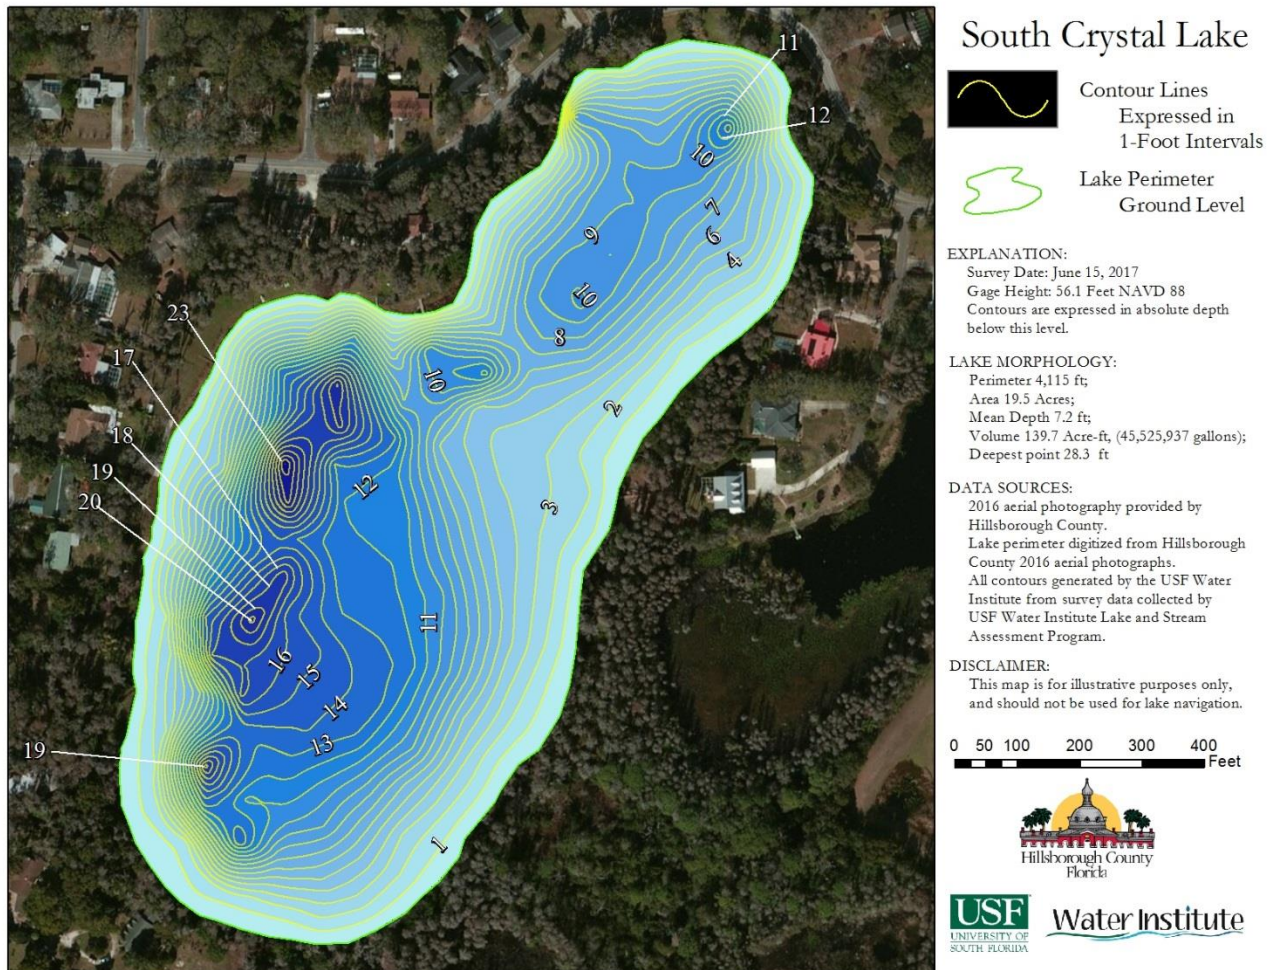 South Crystal Lake
Contour Lines
Expressed in
1-Foot Intervals
Lake Perimeter
Ground Level
EXPLANATION:
Survey Date: June 15, 2017
Gage Height: 56.1 Feet NAVD 88
Contours are expressed in absolute depth
below this level.
LAKE MORPHOLOGY:
Perimeter 4,115 ft;
Area 19.5 Acres;
Mean Depth 7.2 ft;
Volume 139.7 Acre-ft, (45,525,937 gallons);
Deepest point 28.3 ft
DATA SOURCES:
2016 aerial photography provided by
Hillsborough County.
Lake perimeter digitized from Hillsborough
County 2016 aerial photographs.
All contours generated by the USF Water
Institute from survey data collected by
USF Water Institute Lake and Stream
Assessment Program.
DISCLAIMER:
This map is for illustrative purposes only,
and should not be used for lake navigation.
0 50 100 200 300 400
Feet
Hillsborough County
Florida
USF
UNIVERSITY OF
SOUTH FLORIDA
Water Institute
11
12
10
7
9
6
4
10
23
8
17
10
2
18
19
12
20
3
11
16
15
14
13
19
1